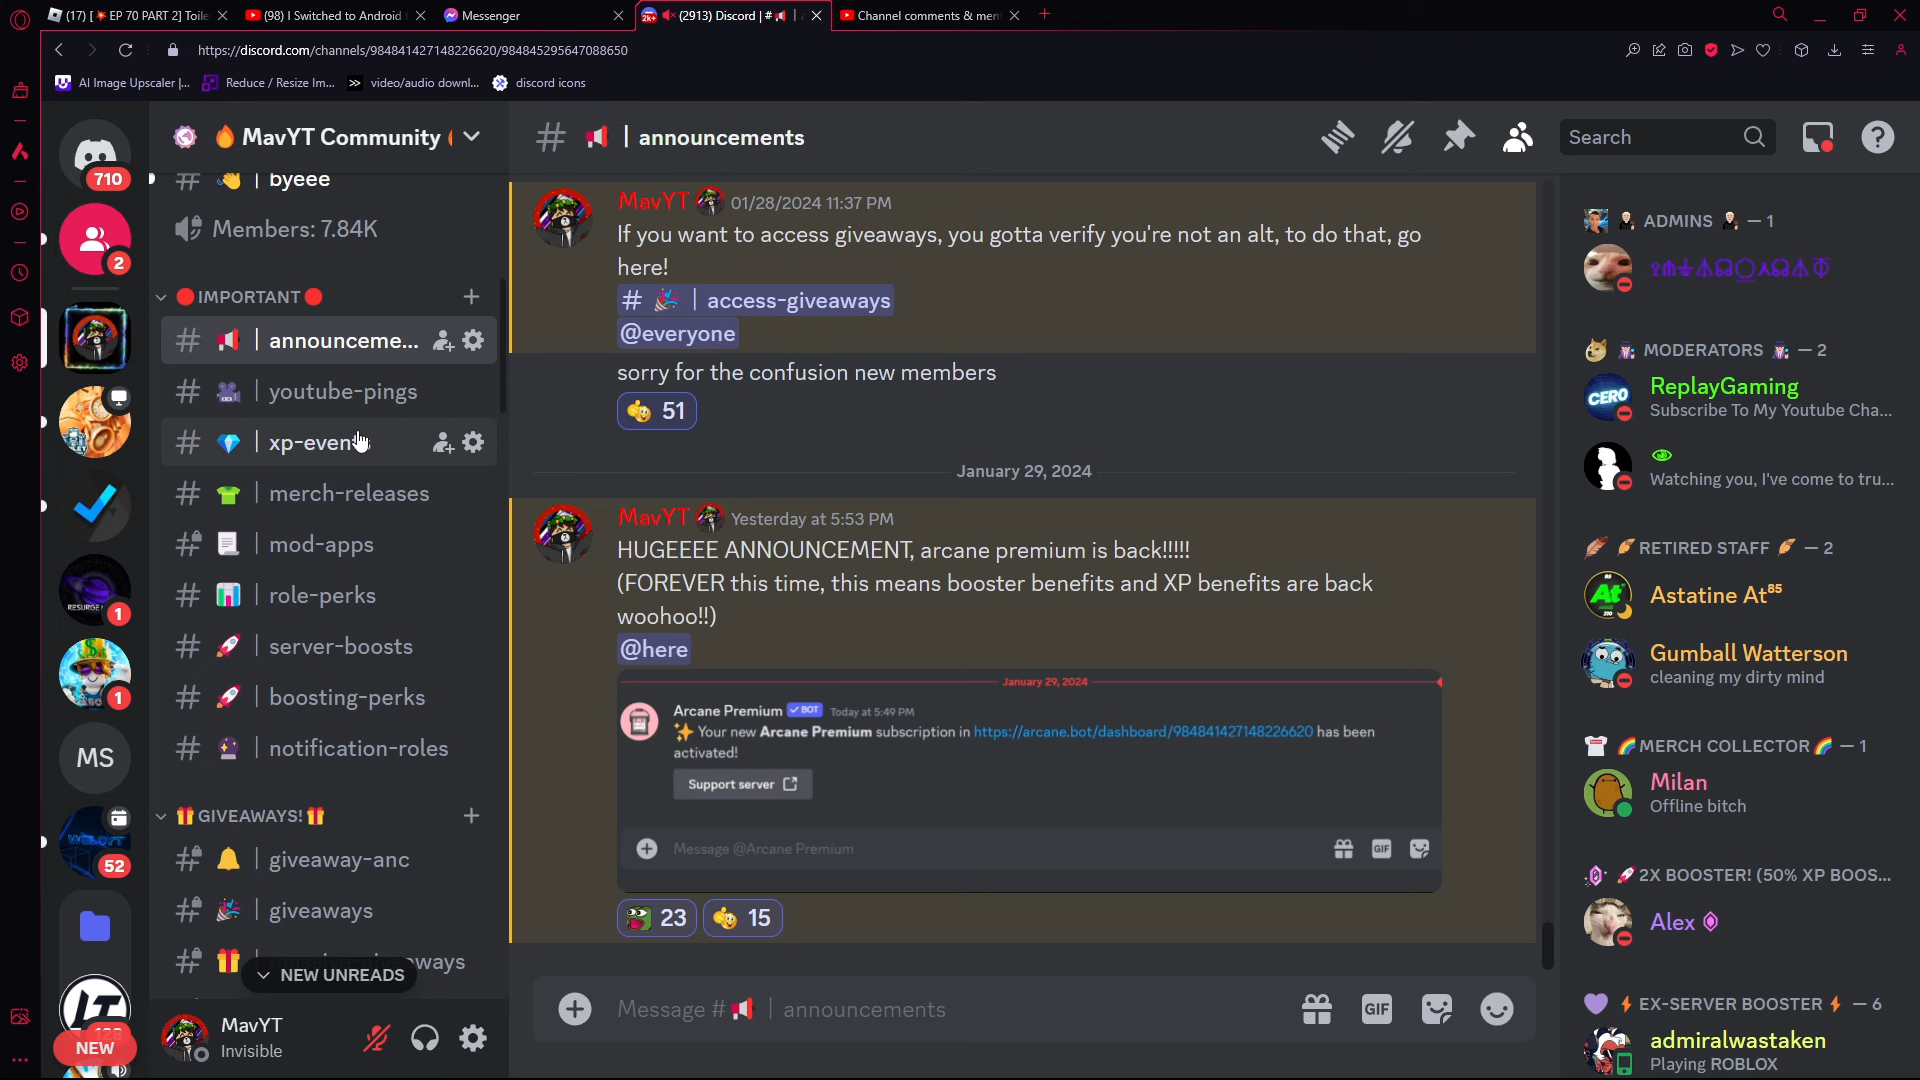 (17) [ EP 70 PART 2] Toile
(98) I Switched to Android
Messenger
(2913) Discord | #
Channel comments & men
https://discord.com/channels/984841427148226620/984845295647088650
AI Image Upscaler |...
Reduce / Resize Im...
video/audio downl...
discord icons
710
2
RESURGE
1
1
MS
52
NEW
🔥 MavYT Community
# 👋 | byeee
Members: 7.84K
🔴IMPORTANT🔴
# 📢 | announceme...
# 🎥 | youtube-pings
# 💎 | xp-even
# 👕 | merch-releases
# 📜 | mod-apps
# 📊 | role-perks
# 🚀 | server-boosts
# 🚀 | boosting-perks
# 🔮 | notification-roles
🎁GIVEAWAYS!🎁
# 🔔 | giveaway-anc
# 🎉 | giveaways
NEW UNREADS
MavYT
Invisible
# 📢 | announcements
Search
MavYT 01/28/2024 11:37 PM
If you want to access giveaways, you gotta verify you're not an alt, to do that, go
here!
# 🎉 | access-giveaways
@everyone
sorry for the confusion new members
51
January 29, 2024
MavYT Yesterday at 5:53 PM
HUGEEEE ANNOUNCEMENT, arcane premium is back!!!!!
(FOREVER this time, this means booster benefits and XP benefits are back
woohoo!!)
@here
January 29, 2024
Arcane Premium ✓ BOT Today at 5:49 PM
✨Your new Arcane Premium subscription in https://arcane.bot/dashboard/984841427148226620 has been
activated!
Support server
Message @Arcane Premium
GIF
23 15
Message # 📢 | announcements
GIF
ADMINS — 1
MODERATORS — 2
CERO
ReplayGaming
Subscribe To My Youtube Cha...
Watching you, I've come to tru...
RETIRED STAFF — 2
At
Astatine At⁸⁵
Gumball Watterson
cleaning my dirty mind
🌈MERCH COLLECTOR🌈 — 1
Milan
Offline bitch
🚀2X BOOSTER! (50% XP BOOS...
Alex
⚡EX-SERVER BOOSTER⚡ — 6
admiralwastaken
Playing ROBLOX